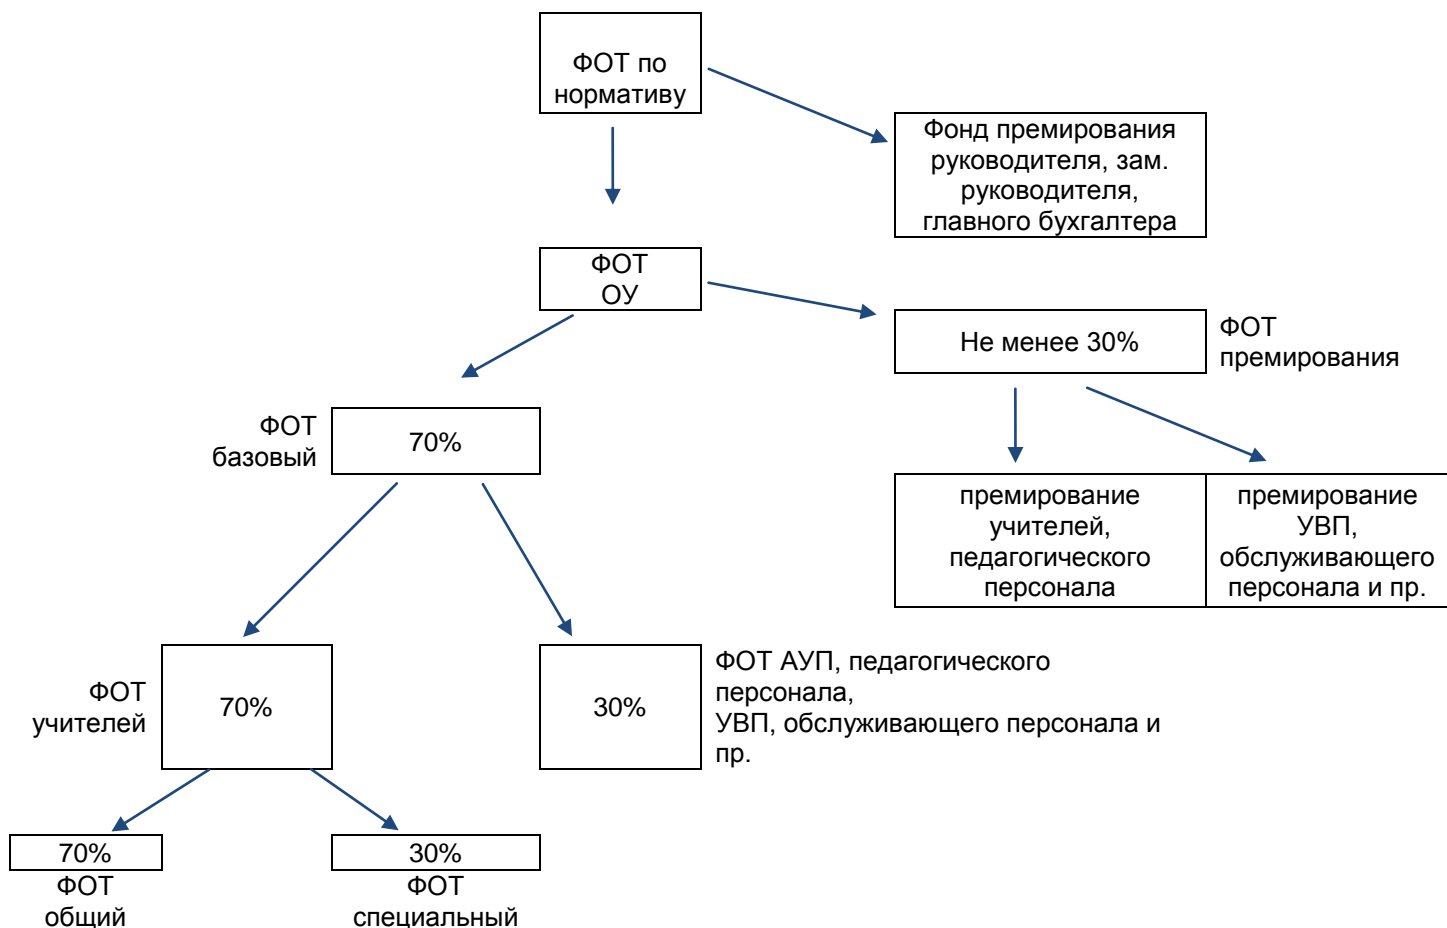 ФОТ по
нормативу
Фонд премирования
руководителя, зам.
руководителя,
главного бухгалтера
ФОТ
ОУ
Не менее 30%
ФОТ
премирования
ФОТ
базовый
70%
премирование
учителей,
педагогического
персонала
премирование
УВП,
обслуживающего
персонала и пр.
ФОТ
учителей
70%
30%
ФОТ АУП, педагогического
персонала,
УВП, обслуживающего персонала и
пр.
70%
ФОТ
общий
30%
ФОТ
специальный